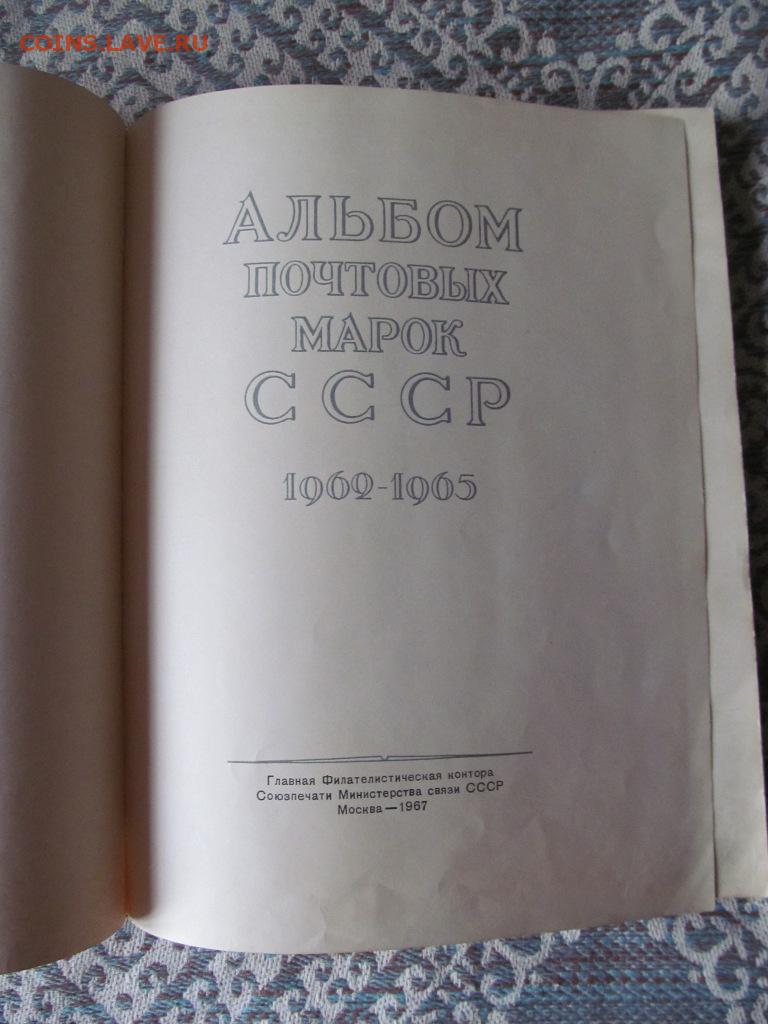 COINS.LAVE.RU
АЛЬБОМ
ПОЧТОВЫХ
МАРОК
СССР
1962-1965
Главная Филателистическая контора
Союзпечати Министерства связи СССР
Москва—1967